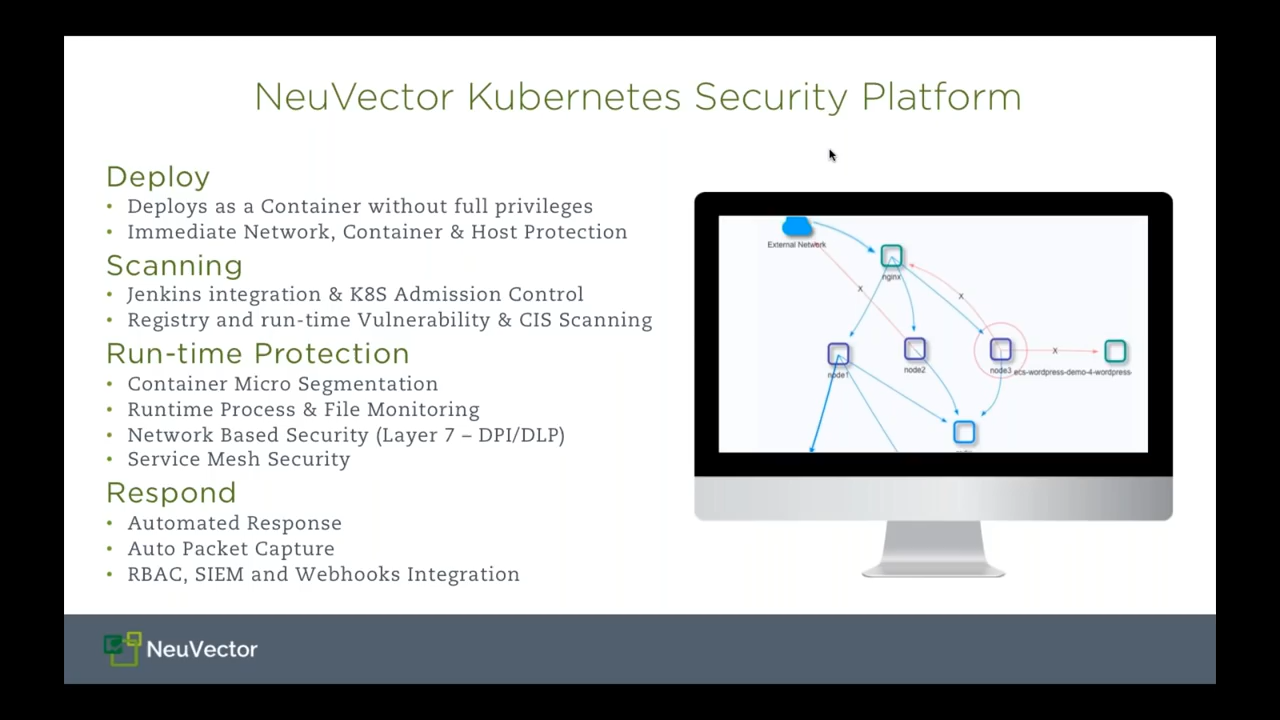 NeuVector Kubernetes Security Platform
Deploy
• Deploys as a Container without full privileges
• Immediate Network, Container & Host Protection
Scanning
• Jenkins integration & K8S Admission Control
• Registry and run-time Vulnerability & CIS Scanning
Run-time Protection
• Container Micro Segmentation
• Runtime Process & File Monitoring
• Network Based Security (Layer 7 – DPI/DLP)
• Service Mesh Security
Respond
• Automated Response
• Auto Packet Capture
• RBAC, SIEM and Webhooks Integration
External Network
nginx
X
X
X
node1
node2
node3
ecs-wordpress-demo-4-wordpress-
NeuVector